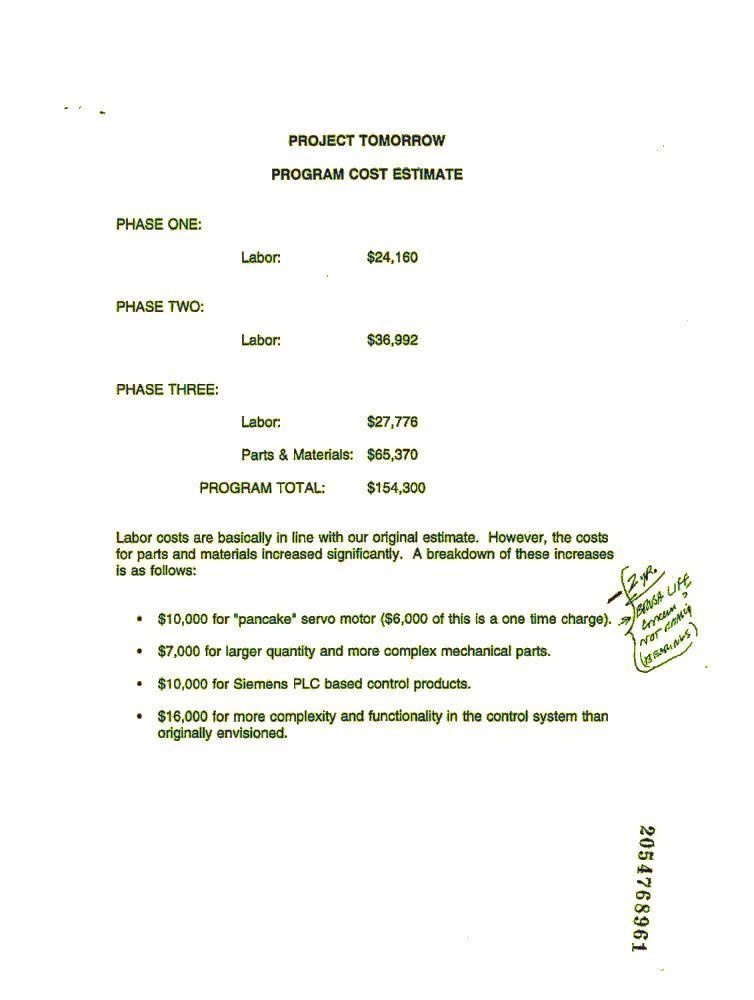 PROJECT TOMORROW
PROGRAM COST ESTIMATE
PHASE ONE:
Labor: $24,160
PHASE TWO:
Labor: $36,992
PHASE THREE:
Labor: $27,776
Parts & Materials: $65,370
PROGRAM TOTAL: $154,300
Labor costs are basically in line with our original estimate. However, the costs
for parts and materials increased significantly. A breakdown of these increases
is as follows:
• $10,000 for "pancake" servo motor ($6,000 of this is a one time charge).
2 YR.
LIFE
NOT
(BEARINGS)
• $7,000 for larger quantity and more complex mechanical parts.
• $10,000 for Siemens PLC based control products.
• $16,000 for more complexity and functionality in the control system than
originally envisioned.
2054768961